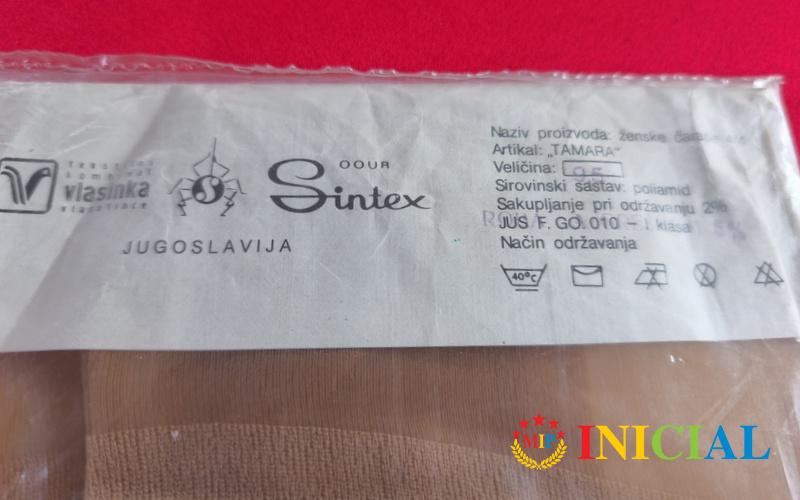 Tekstilni
kombinat
vlasinka
vlasotince
OOUR
Sintex
JUGOSLAVIJA
Naziv proizvoda: ženske
Artikal: „TAMARA“
Veličina:
Sirovinski sastav: poliamid
Sakupljanje pri održavanju 2%
JUS F. GO. 010 – I. klasa
Način održavanja
40°C
MIP
INICIAL